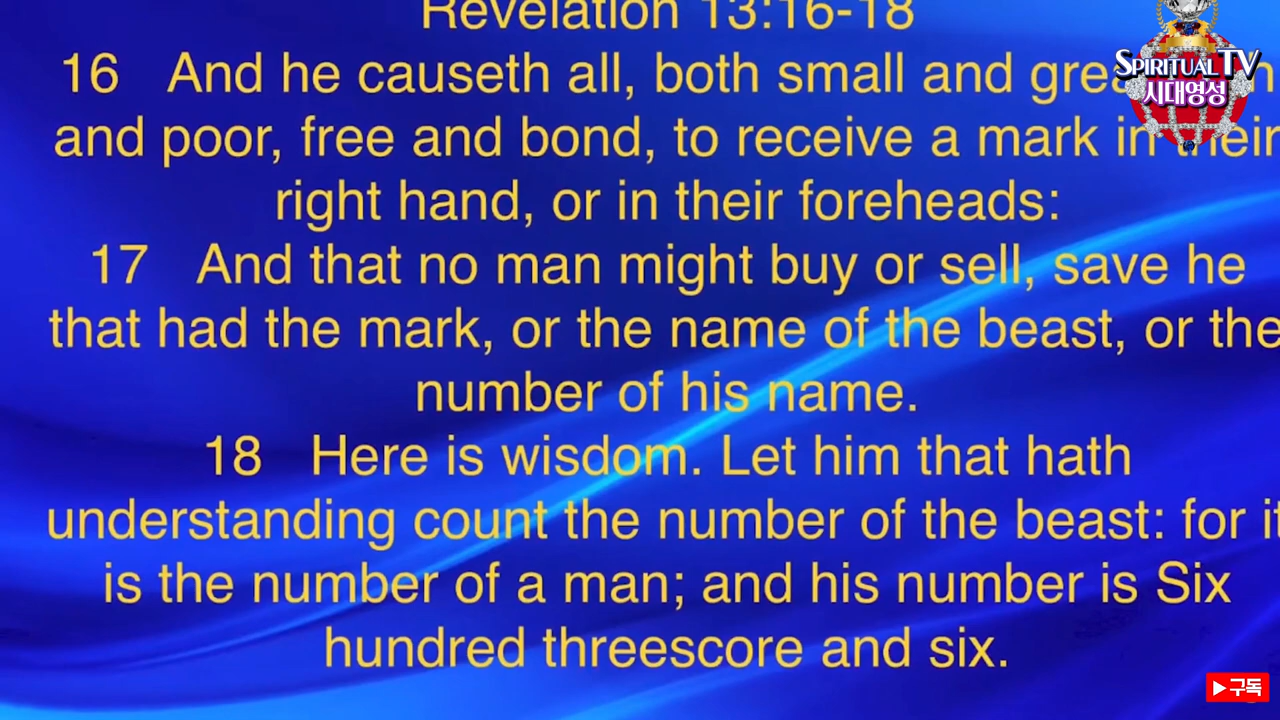 Revelation 13:16-18
16 And he causeth all, both small and
and poor, free and bond, to receive a mark in their
right hand, or in their foreheads:
17 And that no man might buy or sell, save he
that had the mark, or the name of the beast, or the
number of his name.
18 Here is wisdom. Let him that hath
understanding count the number of the beast: for it
is the number of a man; and his number is Six
hundred threescore and six.
SPIRITUAL TV
시대영성
구독